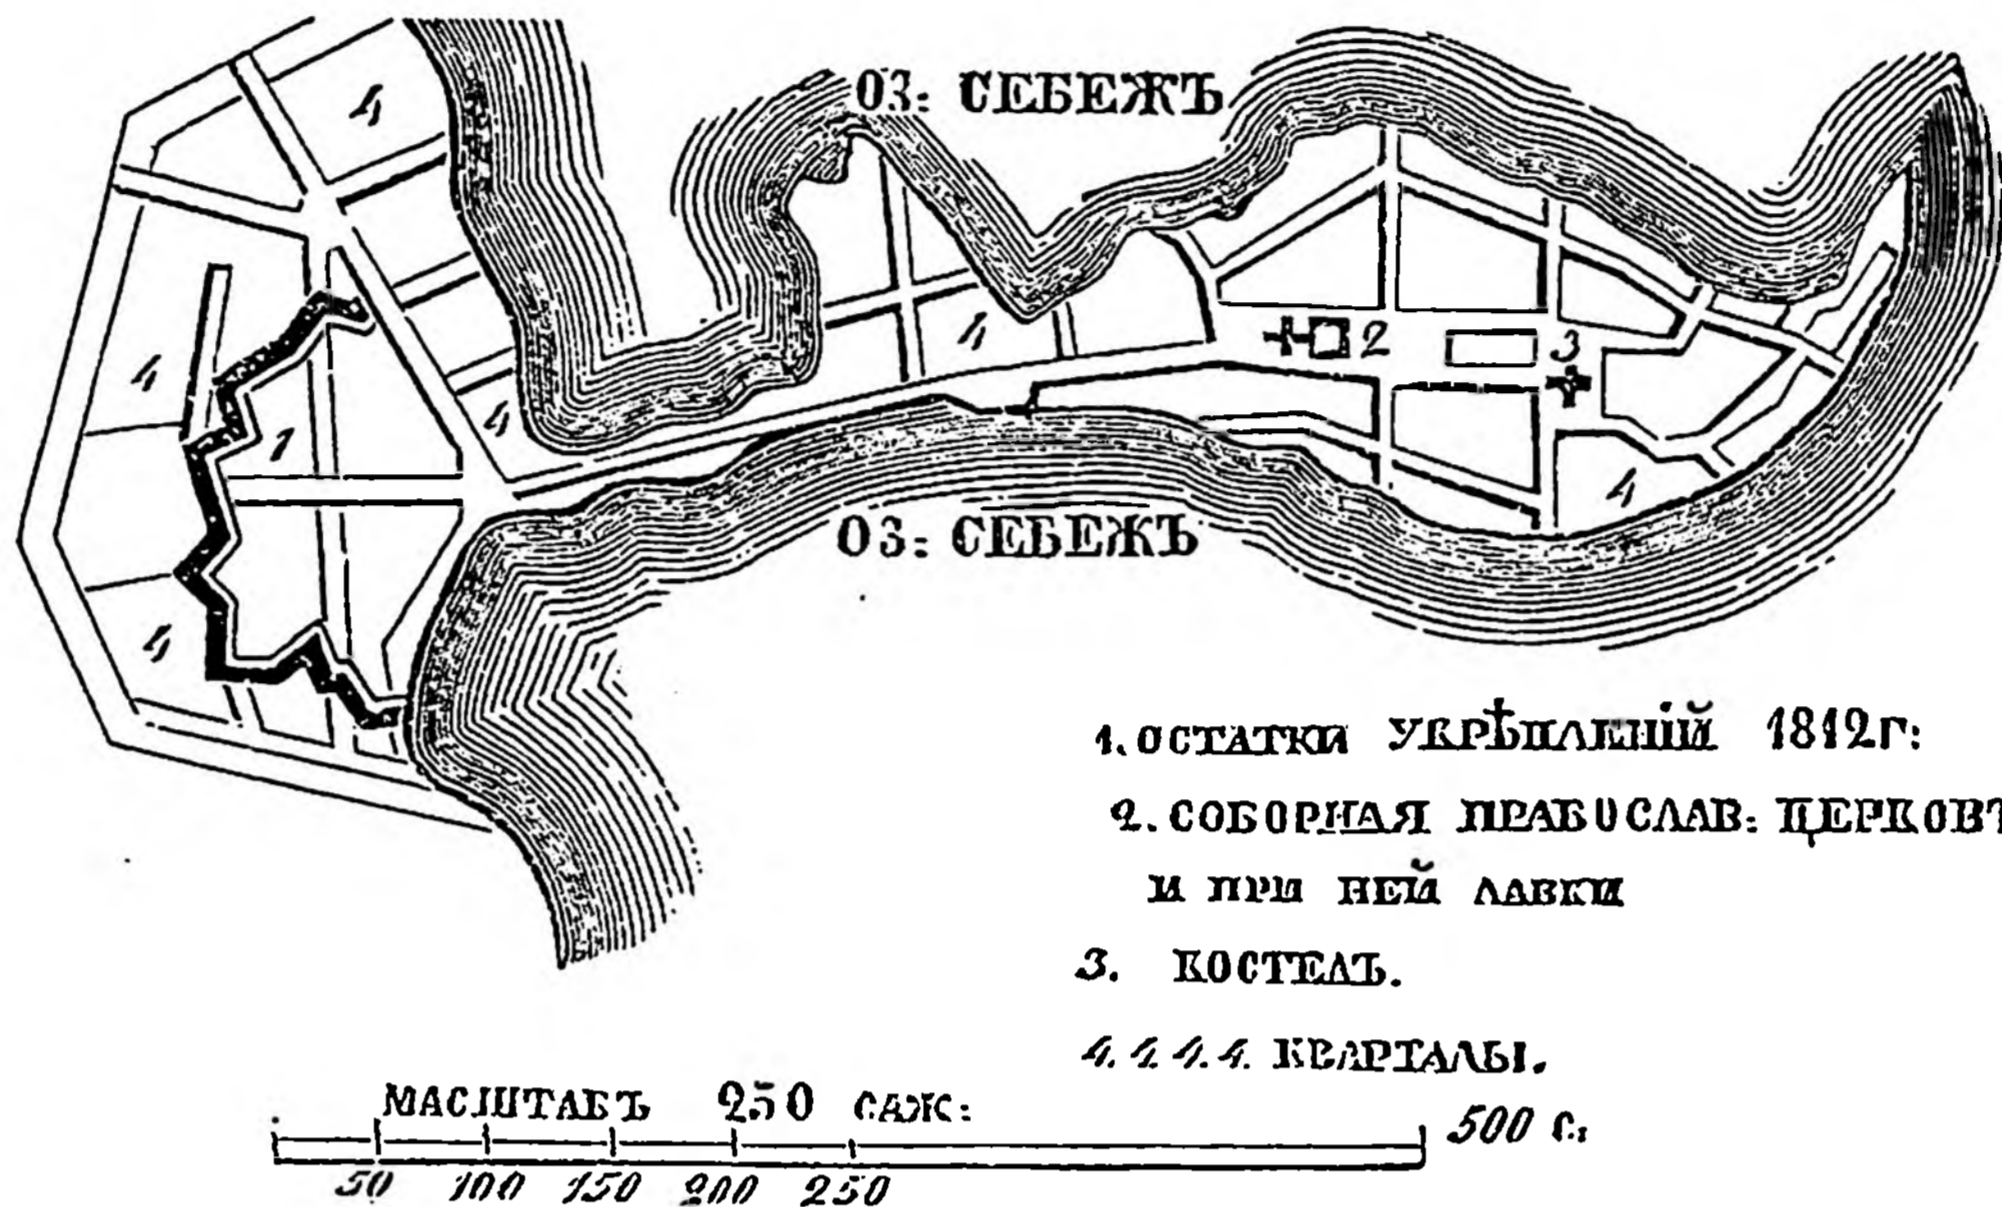 4
ОЗ: СЕБЕЖЪ
4
4
2
3
4
1
4
4
ОЗ: СЕБЕЖЪ
4
1. ОСТАТКИ УКРѢПЛЕНІЙ 1812 г:
2. СОБОРНАЯ ПРАВОСЛАВ: ЦЕРКОВЬ
И ПРИ НЕЙ ЛАВКИ
3. КОСТЕЛЪ.
4. 4. 4. 4. КВАРТАЛЫ.
МАСШТАБЪ 250 САЖ:
500 с:
50 100 150 200 250